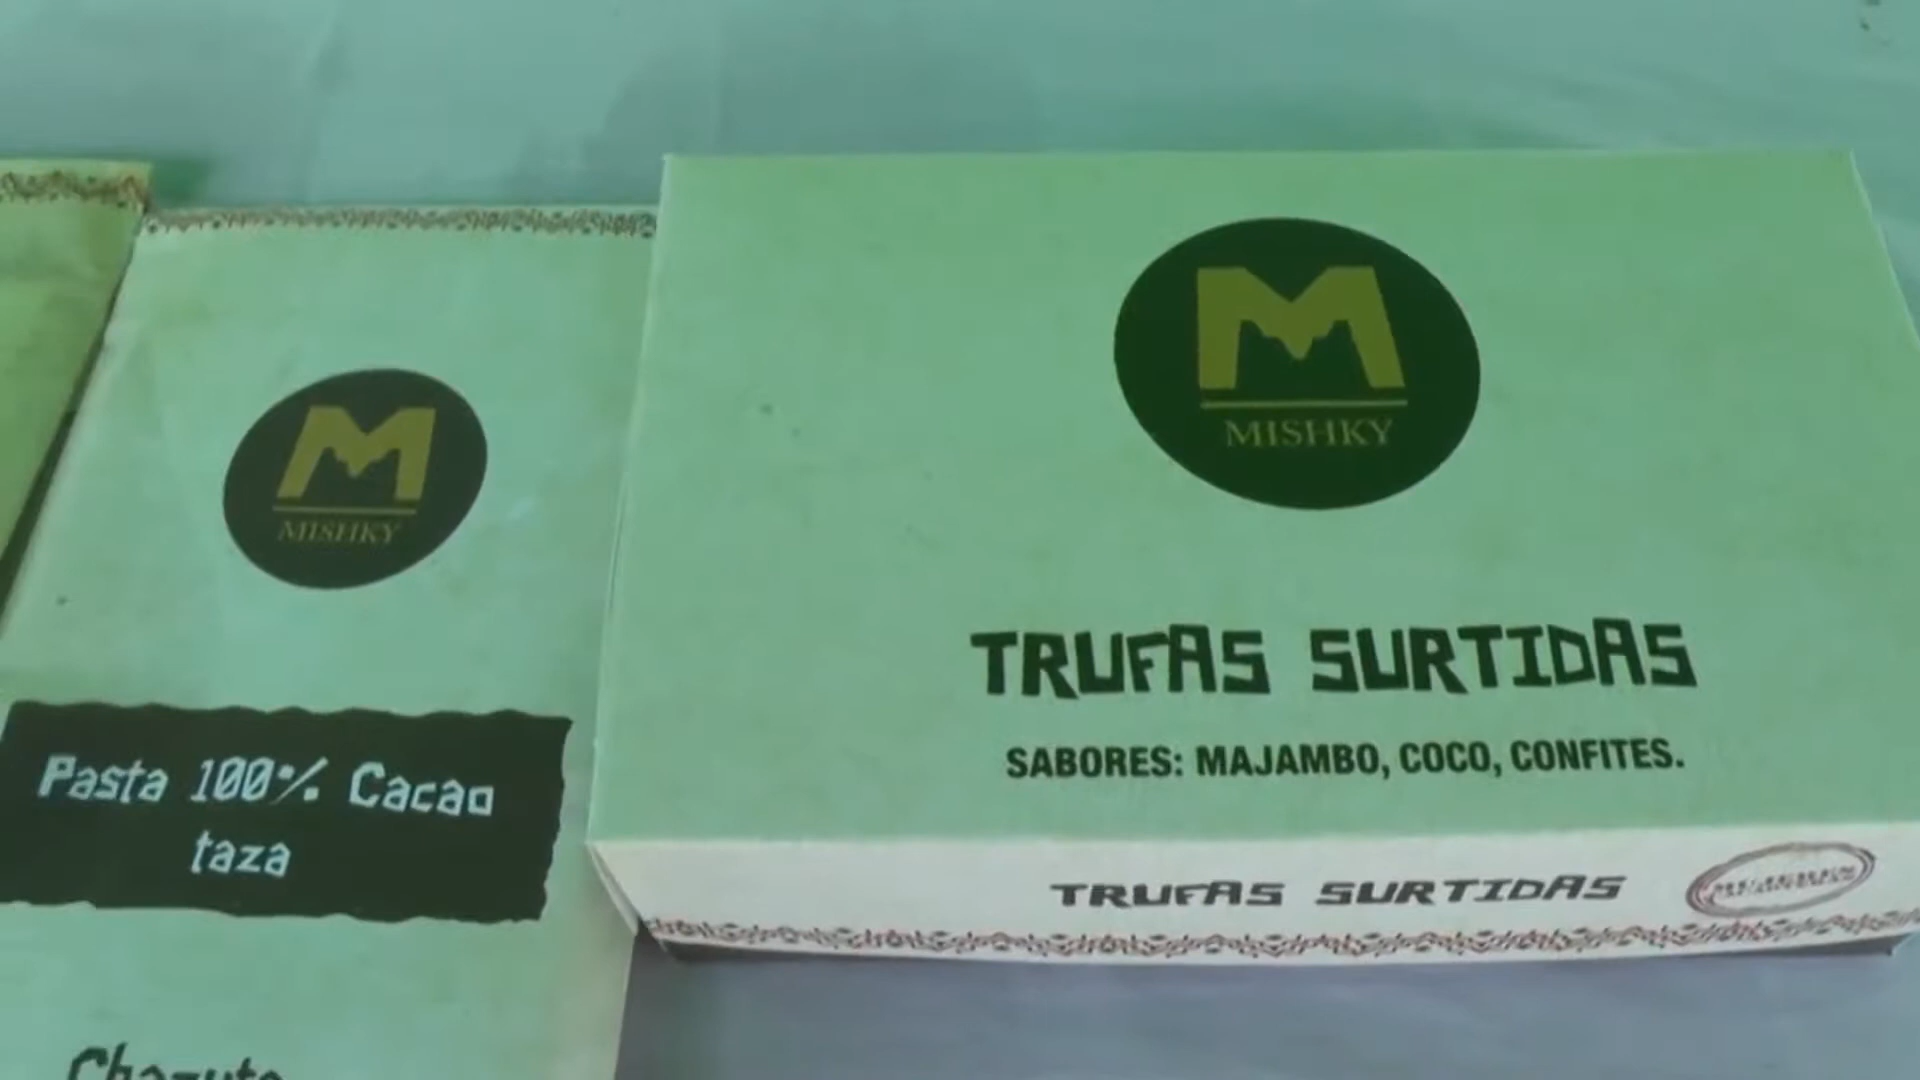 M
MISHKY
Pasta 100% Cacao
taza
M
MISHKY
TRUFAS SURTIDAS
SABORES: MAJAMBO, COCO, CONFITES.
TRUFAS SURTIDAS